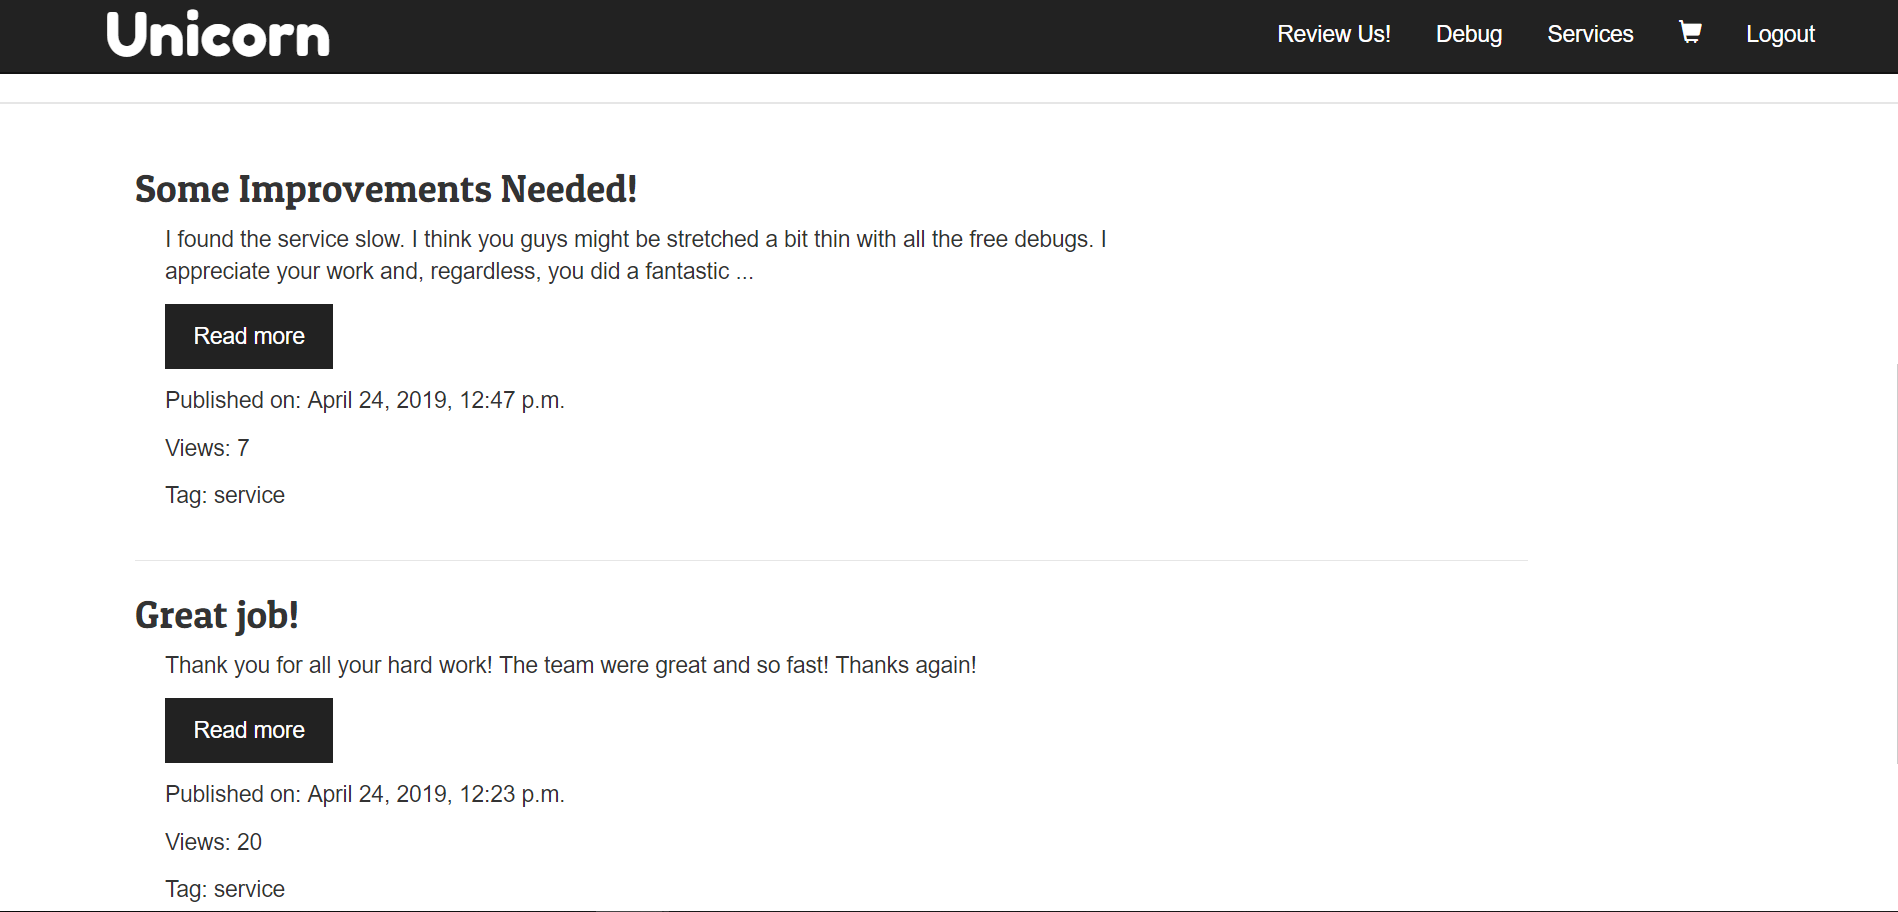 Unicorn
Review Us!
Debug
Services
Logout
Some Improvements Needed!
I found the service slow. I think you guys might be stretched a bit thin with all the free debugs. I
appreciate your work and, regardless, you did a fantastic ...
Read more
Published on: April 24, 2019, 12:47 p.m.
Views: 7
Tag: service
Great job!
Thank you for all your hard work! The team were great and so fast! Thanks again!
Read more
Published on: April 24, 2019, 12:23 p.m.
Views: 20
Tag: service